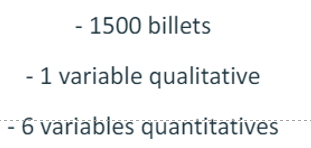 - 1500 billets
- 1 variable qualitative
- 6 variables quantitatives